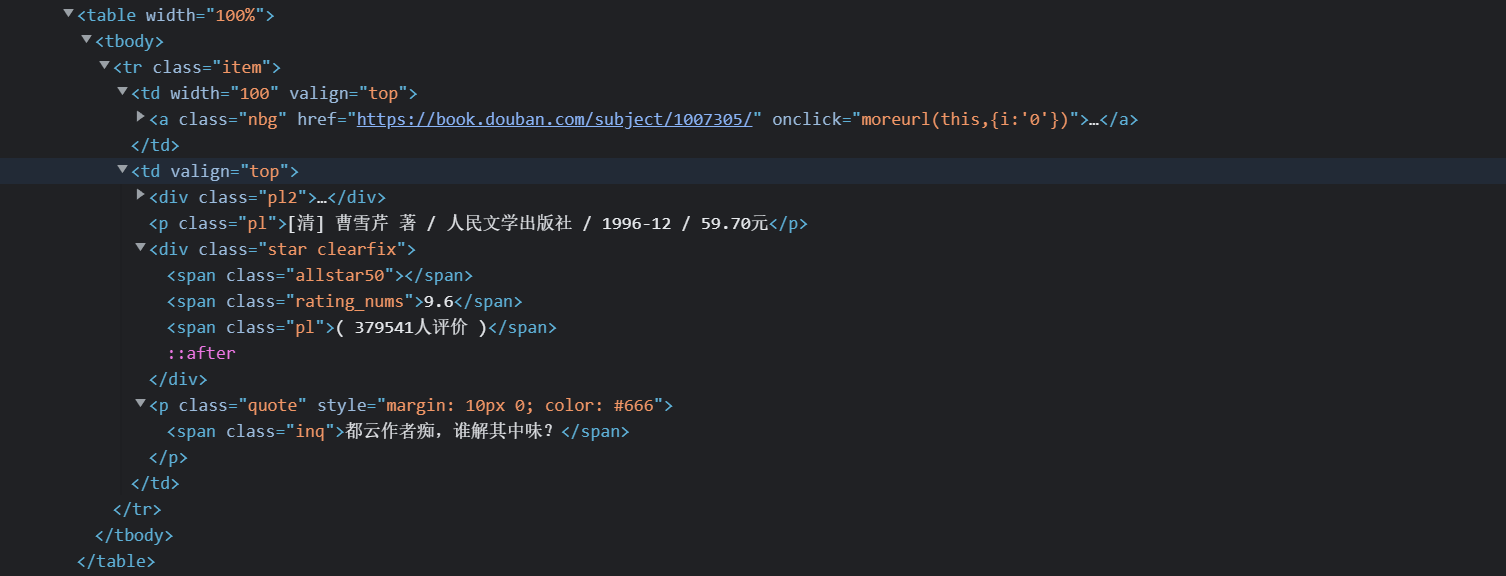 <table width="100%">
<tbody>
<tr class="item">
<td width="100" valign="top">
<a class="nbg" href="https://book.douban.com/subject/1007305/" onclick="moreurl(this,{i:'0'})">…</a>
</td>
<td valign="top">
<div class="pl2">…</div>
<p class="pl">[清] 曹雪芹 著 / 人民文学出版社 / 1996-12 / 59.70元</p>
<div class="star clearfix">
<span class="allstar50"></span>
<span class="rating_nums">9.6</span>
<span class="pl">( 379541人评价 )</span>
::after
</div>
<p class="quote" style="margin: 10px 0; color: #666">
<span class="inq">都云作者痴，谁解其中味？</span>
</p>
</td>
</tr>
</tbody>
</table>